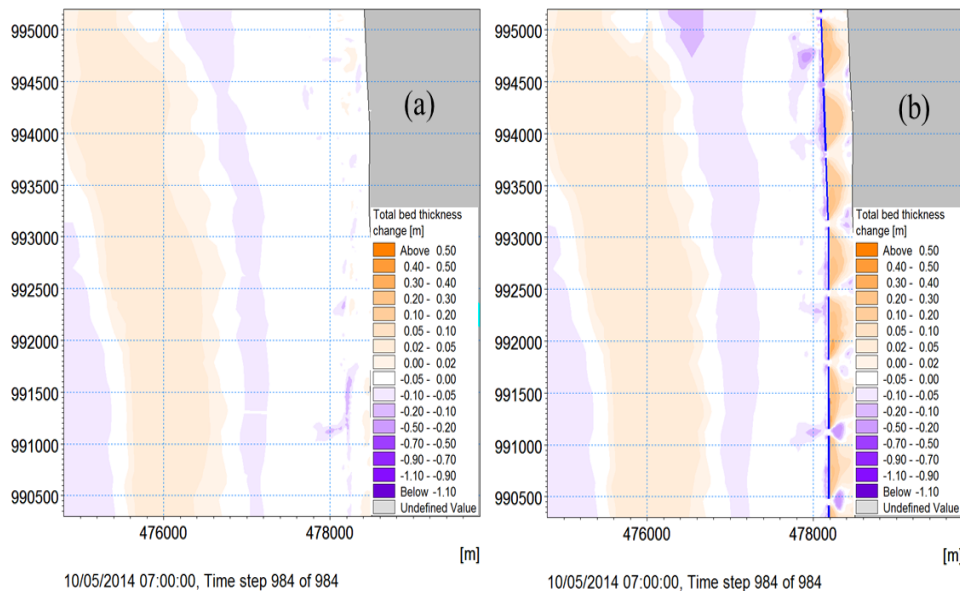 995000
994500
994000
993500
993000
992500
992000
991500
991000
990500
(a)
Total bed thickness
change [m]
Above 0.50
0.40 - 0.50
0.30 - 0.40
0.20 - 0.30
0.10 - 0.20
0.05 - 0.10
0.02 - 0.05
0.00 - 0.02
-0.05 - 0.00
-0.10 - -0.05
-0.20 - -0.10
-0.50 - -0.20
-0.70 - -0.50
-0.90 - -0.70
-1.10 - -0.90
Below -1.10
Undefined Value
476000 478000
[m]
10/05/2014 07:00:00, Time step 984 of 984
995000
994500
994000
993500
993000
992500
992000
991500
991000
990500
(b)
Total bed thickness
change [m]
Above 0.50
0.40 - 0.50
0.30 - 0.40
0.20 - 0.30
0.10 - 0.20
0.05 - 0.10
0.02 - 0.05
0.00 - 0.02
-0.05 - 0.00
-0.10 - -0.05
-0.20 - -0.10
-0.50 - -0.20
-0.70 - -0.50
-0.90 - -0.70
-1.10 - -0.90
Below -1.10
Undefined Value
476000 478000
[m]
10/05/2014 07:00:00, Time step 984 of 984